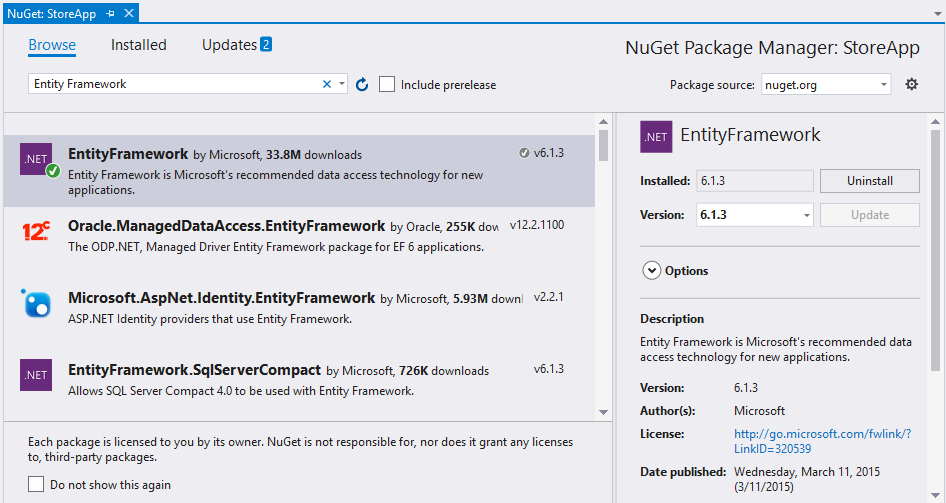 NuGet: StoreApp
Browse Installed Updates 2
NuGet Package Manager: StoreApp
Entity Framework
Include prerelease
Package source: nuget.org
.NET
EntityFramework by Microsoft, 33.8M downloads
v6.1.3
Entity Framework is Microsoft's recommended data access technology for new
applications.
12c
Oracle.ManagedDataAccess.EntityFramework by Oracle, 255K dow
v12.2.1100
The ODP.NET, Managed Driver Entity Framework package for EF 6 applications.
Microsoft.AspNet.Identity.EntityFramework by Microsoft, 5.93M downl
v2.2.1
ASP.NET Identity providers that use Entity Framework.
.NET
EntityFramework.SqlServerCompact by Microsoft, 726K downloads
v6.1.3
Allows SQL Server Compact 4.0 to be used with Entity Framework.
Each package is licensed to you by its owner. NuGet is not responsible for, nor does it grant any licenses
to, third-party packages.
Do not show this again
.NET
EntityFramework
Installed: 6.1.3 Uninstall
Version: 6.1.3 Update
Options
Description
Entity Framework is Microsoft's recommended data
access technology for new applications.
Version: 6.1.3
Author(s): Microsoft
License: http://go.microsoft.com/fwlink/?
LinkID=320539
Date published: Wednesday, March 11, 2015
(3/11/2015)